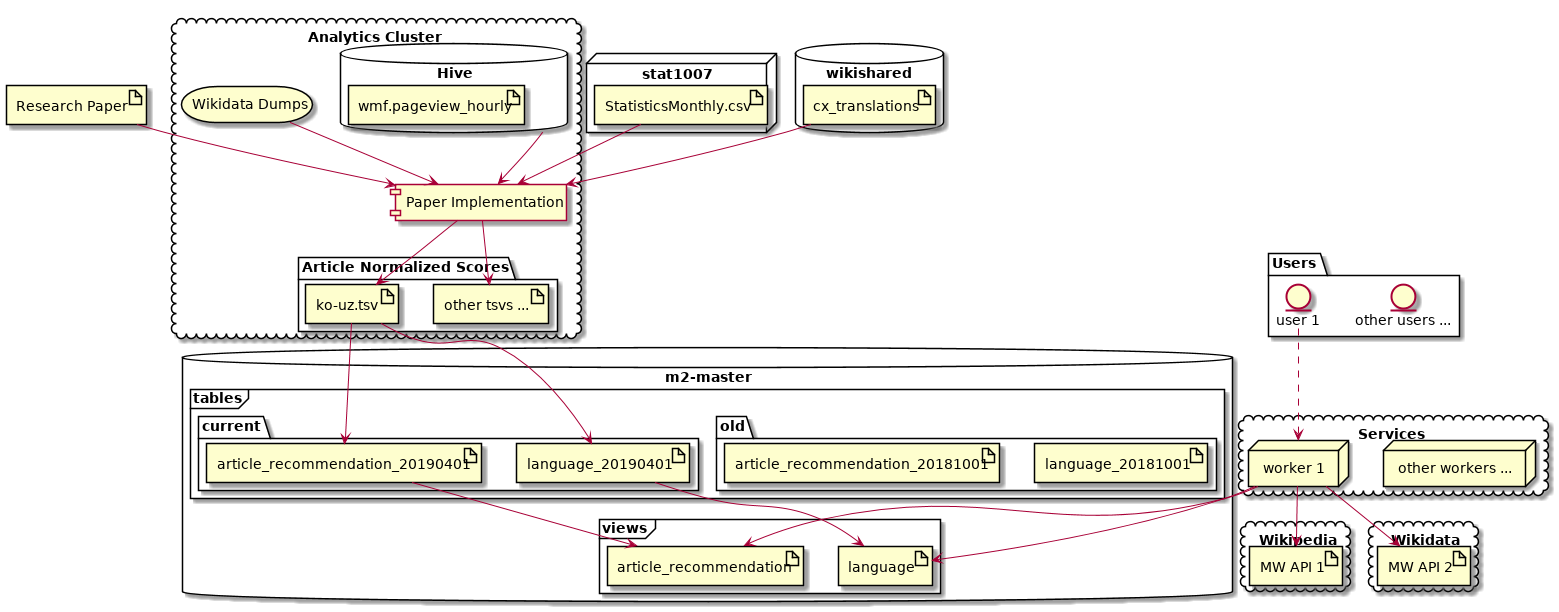 Analytics Cluster
Hive
stat1007
wikishared
Research Paper
Wikidata Dumps
wmf.pageview_hourly
StatisticsMonthly.csv
cx_translations
Paper Implementation
Article Normalized Scores
ko-uz.tsv
other tsvs ...
Users
user 1
other users ...
m2-master
tables
current
old
article_recommendation_20190401
language_20190401
article_recommendation_20181001
language_20181001
Services
worker 1
other workers ...
views
article_recommendation
language
Wikipedia
MW API 1
Wikidata
MW API 2